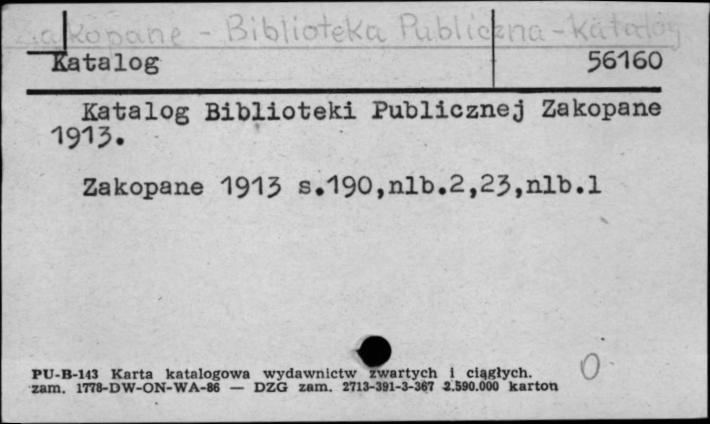 Zakopane - Biblioteka Publiczna - katalog
Katalog 56160
Katalog Biblioteki Publicznej Zakopane
1913.
Zakopane 1913 s.190,nlb.2,23,nlb.1
PU-B-143 Karta katalogowa wydawnictw zwartych i ciągłych.
zam. 1778-DW-ON-WA-86 — DZG zam. 2713-391-3-367 2.590.000 karton
0